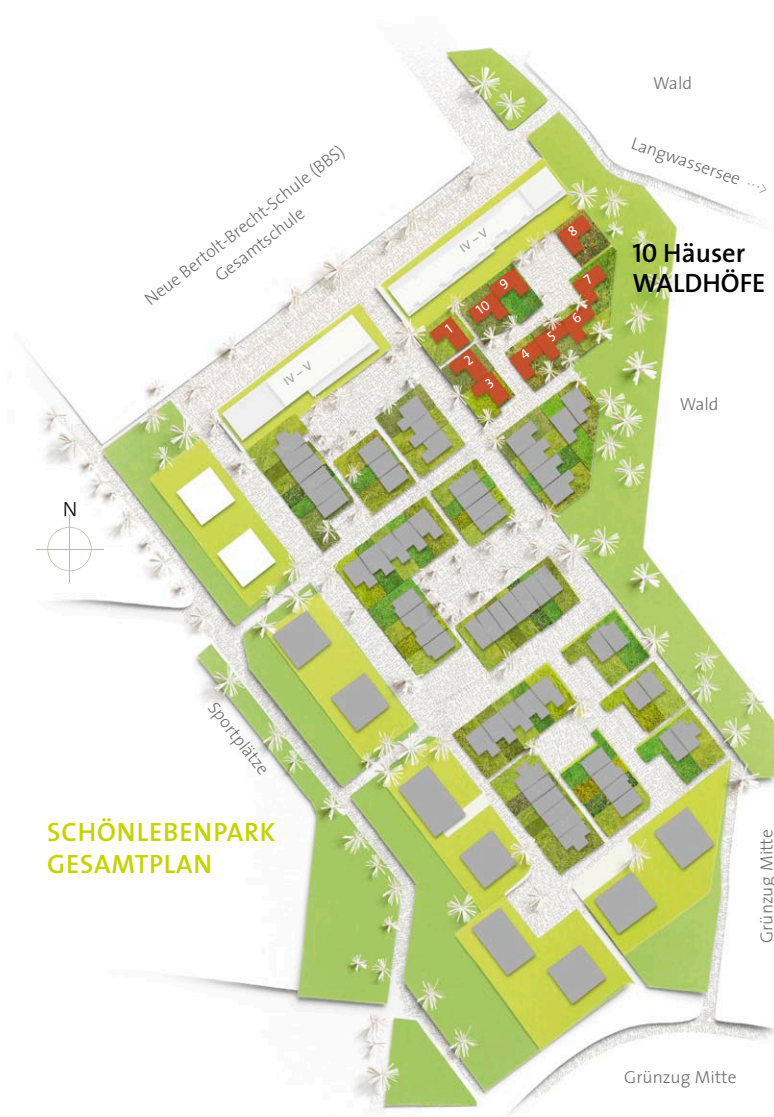 Wald
Langwassersee ...>
Neue Bertolt-Brecht-Schule (BBS)
Gesamtschule
IV – V
8
10 Häuser
WALDHÖFE
7
9
10
6
1
5
4
2
3
IV – V
Wald
N
Sportplätze
SCHÖNLEBENPARK
GESAMTPLAN
Grünzug Mitte
Grünzug Mitte